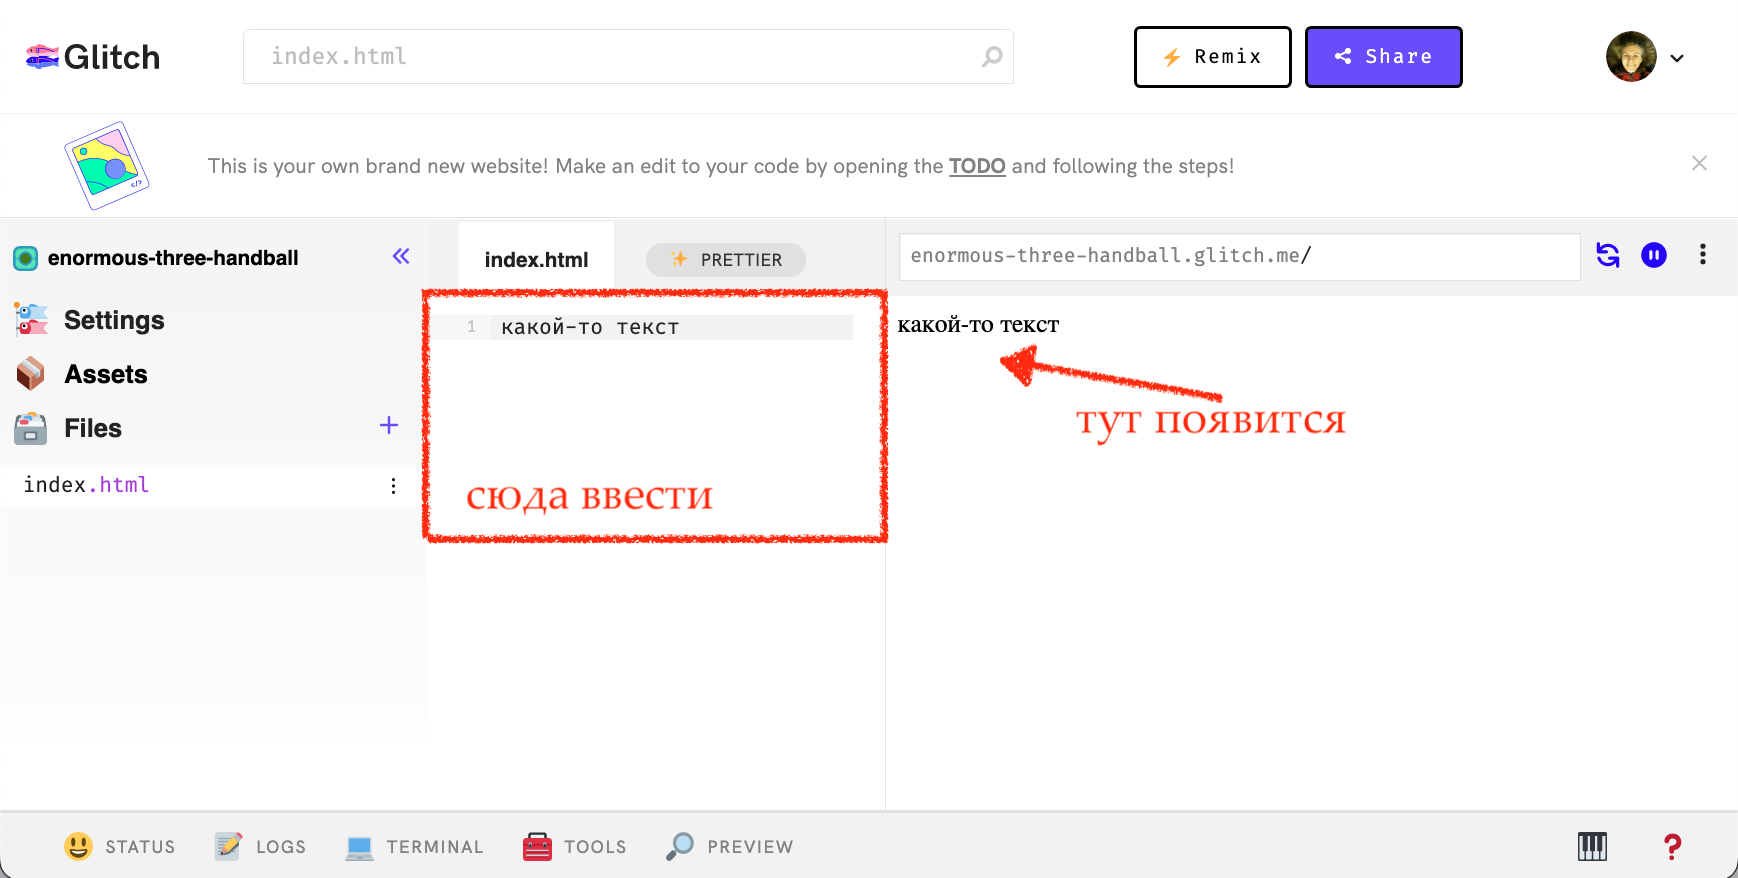 Glitch
index.html
Remix
Share
This is your own brand new website! Make an edit to your code by opening the TODO and following the steps!
enormous-three-handball
index.html
PRETTIER
enormous-three-handball.glitch.me/
Settings
Assets
Files
index.html
1 какой-то текст
сюда ввести
какой-то текст
тут появится
STATUS
LOGS
TERMINAL
TOOLS
PREVIEW
?